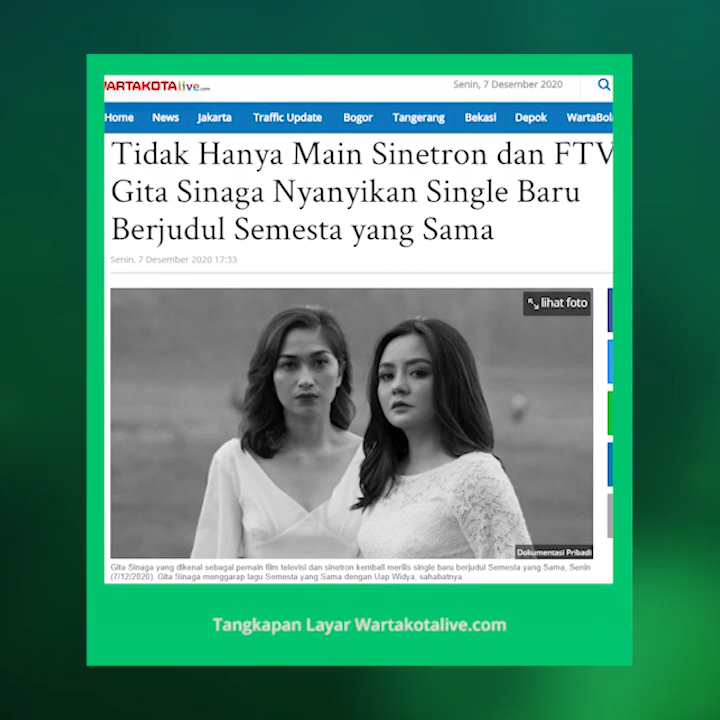 WARTAKOTAlive.com
Senin, 7 Desember 2020
Home News Jakarta Traffic Update Bogor Tangerang Bekasi Depok WartaBola
Tidak Hanya Main Sinetron dan FTV
Gita Sinaga Nyanyikan Single Baru
Berjudul Semesta yang Sama
Senin, 7 Desember 2020 17:33
lihat foto
Dokumentasi Pribadi
Gita Sinaga yang dikenal sebagai pemain film televisi dan sinetron kembali merilis single baru berjudul Semesta yang Sama, Senin
(7/12/2020). Gita Sinaga menggarap lagu Semesta yang Sama dengan Uap Widya, sahabatnya.
Tangkapan Layar Wartakotalive.com